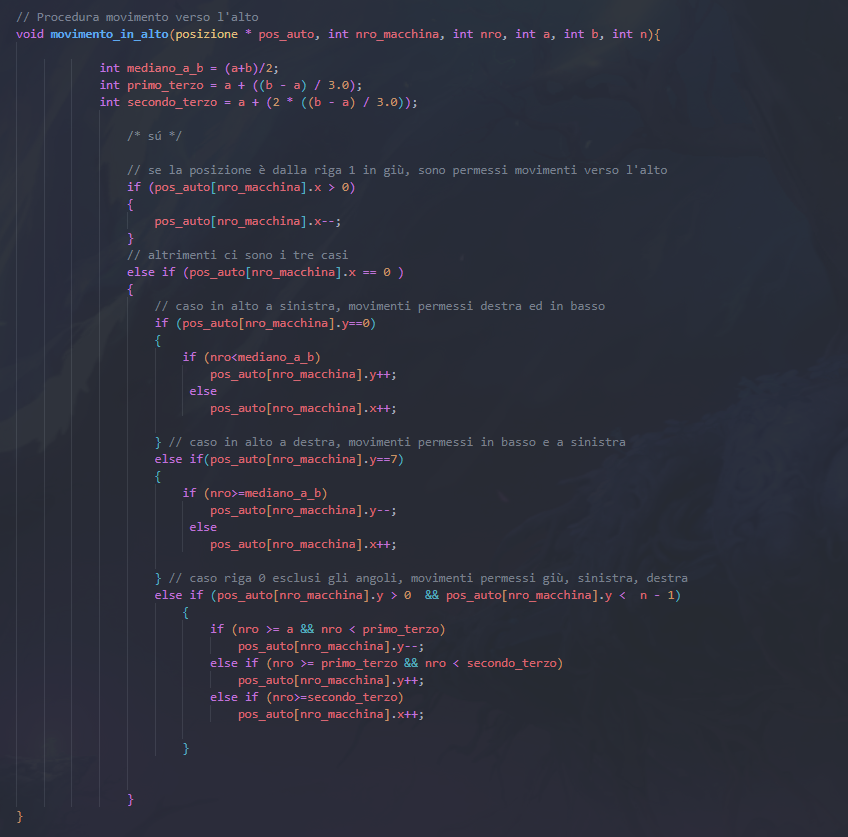 // Procedura movimento verso l'alto
void movimento_in_alto(posizione * pos_auto, int nro_macchina, int nro, int a, int b, int n){
int mediano_a_b = (a+b)/2;
int primo_terzo = a + ((b - a) / 3.0);
int secondo_terzo = a + (2 * ((b - a) / 3.0));
/* sú */
// se la posizione è dalla riga 1 in giù, sono permessi movimenti verso l'alto
if (pos_auto[nro_macchina].x > 0)
{
pos_auto[nro_macchina].x--;
}
// altrimenti ci sono i tre casi
else if (pos_auto[nro_macchina].x == 0 )
{
// caso in alto a sinistra, movimenti permessi destra ed in basso
if (pos_auto[nro_macchina].y==0)
{
if (nro<mediano_a_b)
pos_auto[nro_macchina].y++;
else
pos_auto[nro_macchina].x++;
} // caso in alto a destra, movimenti permessi in basso e a sinistra
else if(pos_auto[nro_macchina].y==7)
{
if (nro>=mediano_a_b)
pos_auto[nro_macchina].y--;
else
pos_auto[nro_macchina].x++;
} // caso riga 0 esclusi gli angoli, movimenti permessi giù, sinistra, destra
else if (pos_auto[nro_macchina].y > 0  && pos_auto[nro_macchina].y <  n - 1)
{
if (nro >= a && nro < primo_terzo)
pos_auto[nro_macchina].y--;
else if (nro >= primo_terzo && nro < secondo_terzo)
pos_auto[nro_macchina].y++;
else if (nro>=secondo_terzo)
pos_auto[nro_macchina].x++;
}
}
}